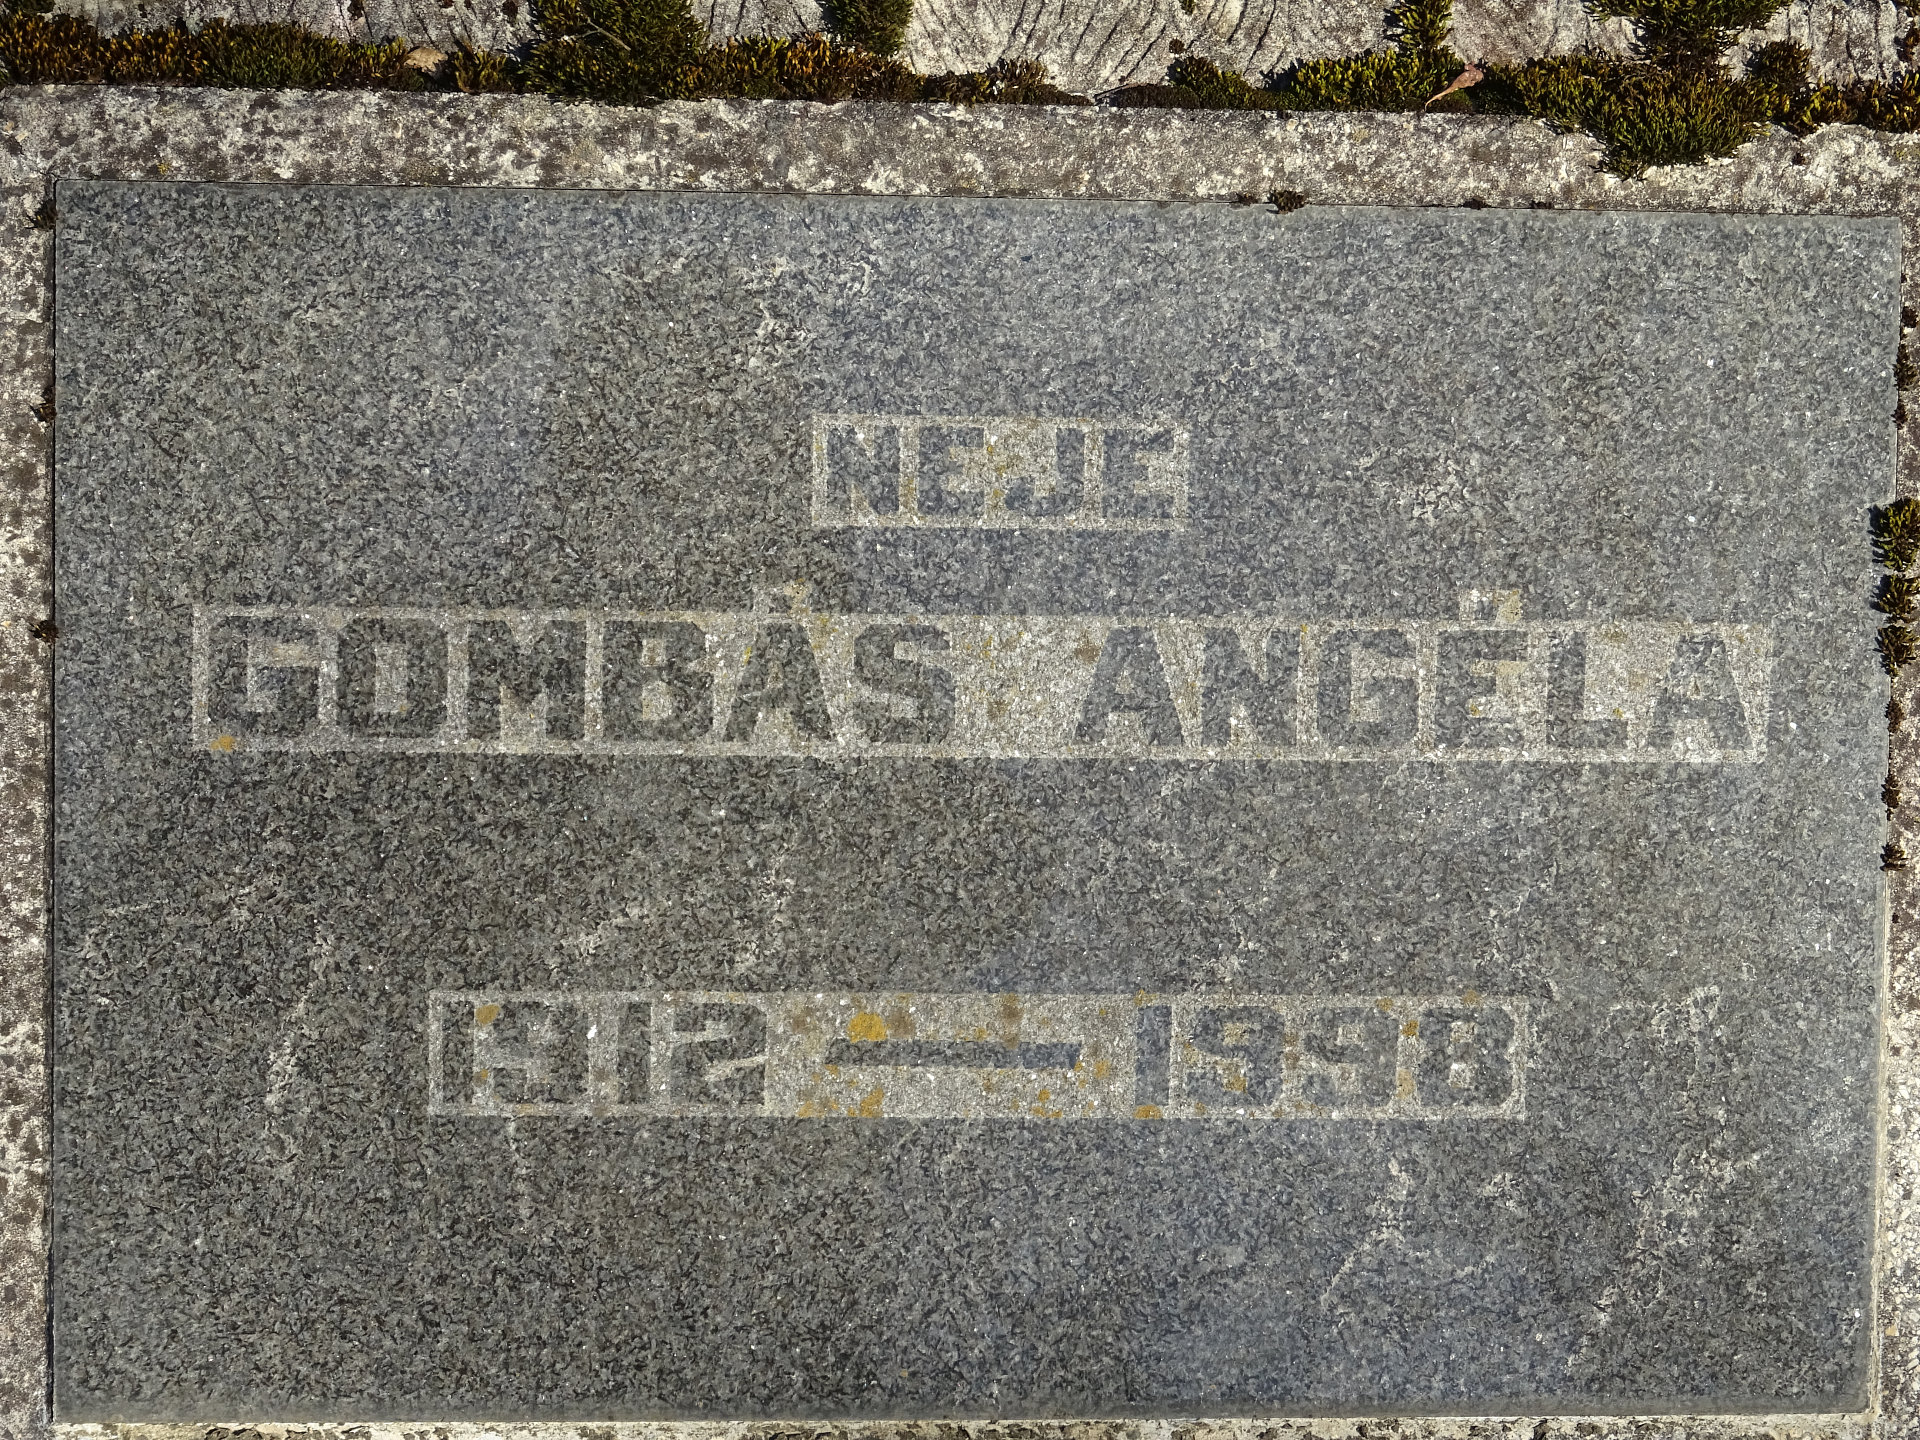 NEJE
GOMBÁS ANGÉLA
1912 — 1998